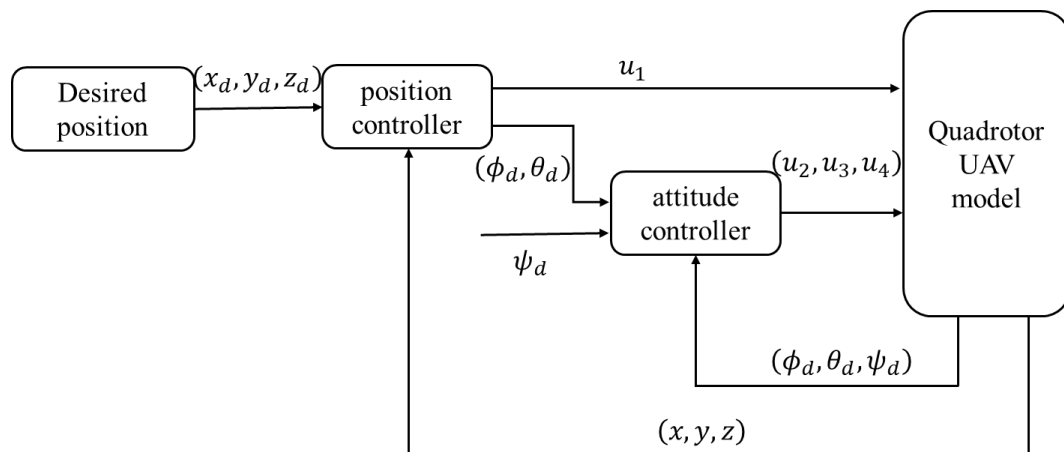 Desired
position
(x_d, y_d, z_d)
position
controller
u_1
(ϕ_d, θ_d)
ψ_d
attitude
controller
(u_2, u_3, u_4)
Quadrotor
UAV
model
(ϕ_d, θ_d, ψ_d)
(x, y, z)